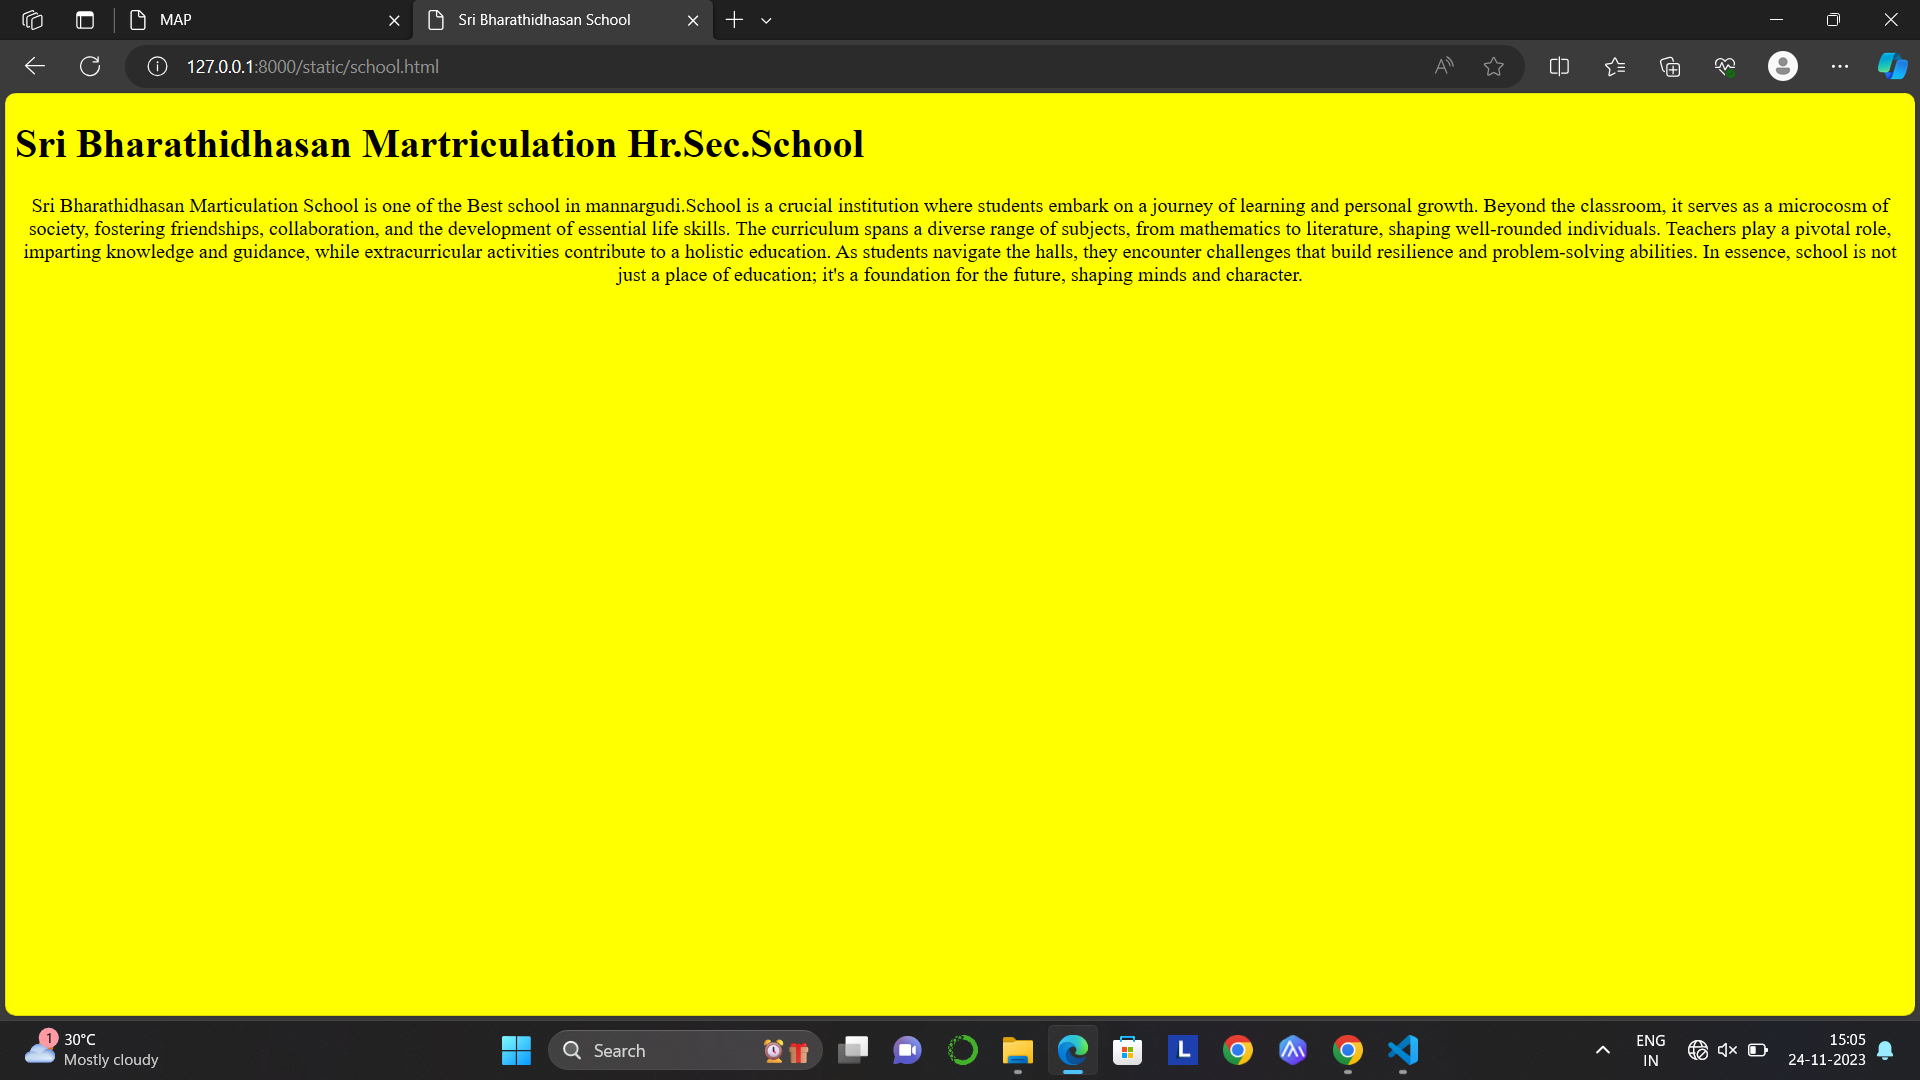 MAP
Sri Bharathidhasan School
127.0.0.1:8000/static/school.html
Sri Bharathidhasan Martriculation Hr.Sec.School
Sri Bharathidhasan Marticulation School is one of the Best school in mannargudi.School is a crucial institution where students embark on a journey of learning and personal growth. Beyond the classroom, it serves as a microcosm of
society, fostering friendships, collaboration, and the development of essential life skills. The curriculum spans a diverse range of subjects, from mathematics to literature, shaping well-rounded individuals. Teachers play a pivotal role,
imparting knowledge and guidance, while extracurricular activities contribute to a holistic education. As students navigate the halls, they encounter challenges that build resilience and problem-solving abilities. In essence, school is not
just a place of education; it's a foundation for the future, shaping minds and character.
1
30°C
Mostly cloudy
Search
L
ENG
IN
15:05
24-11-2023